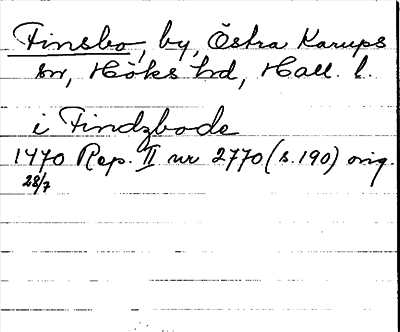 Finsbo, by, Östra Karups
sn, Höks hd, Hall. l.
i Findzbode
1470 Rep. II nr 2770 (s. 190) orig.
28/7